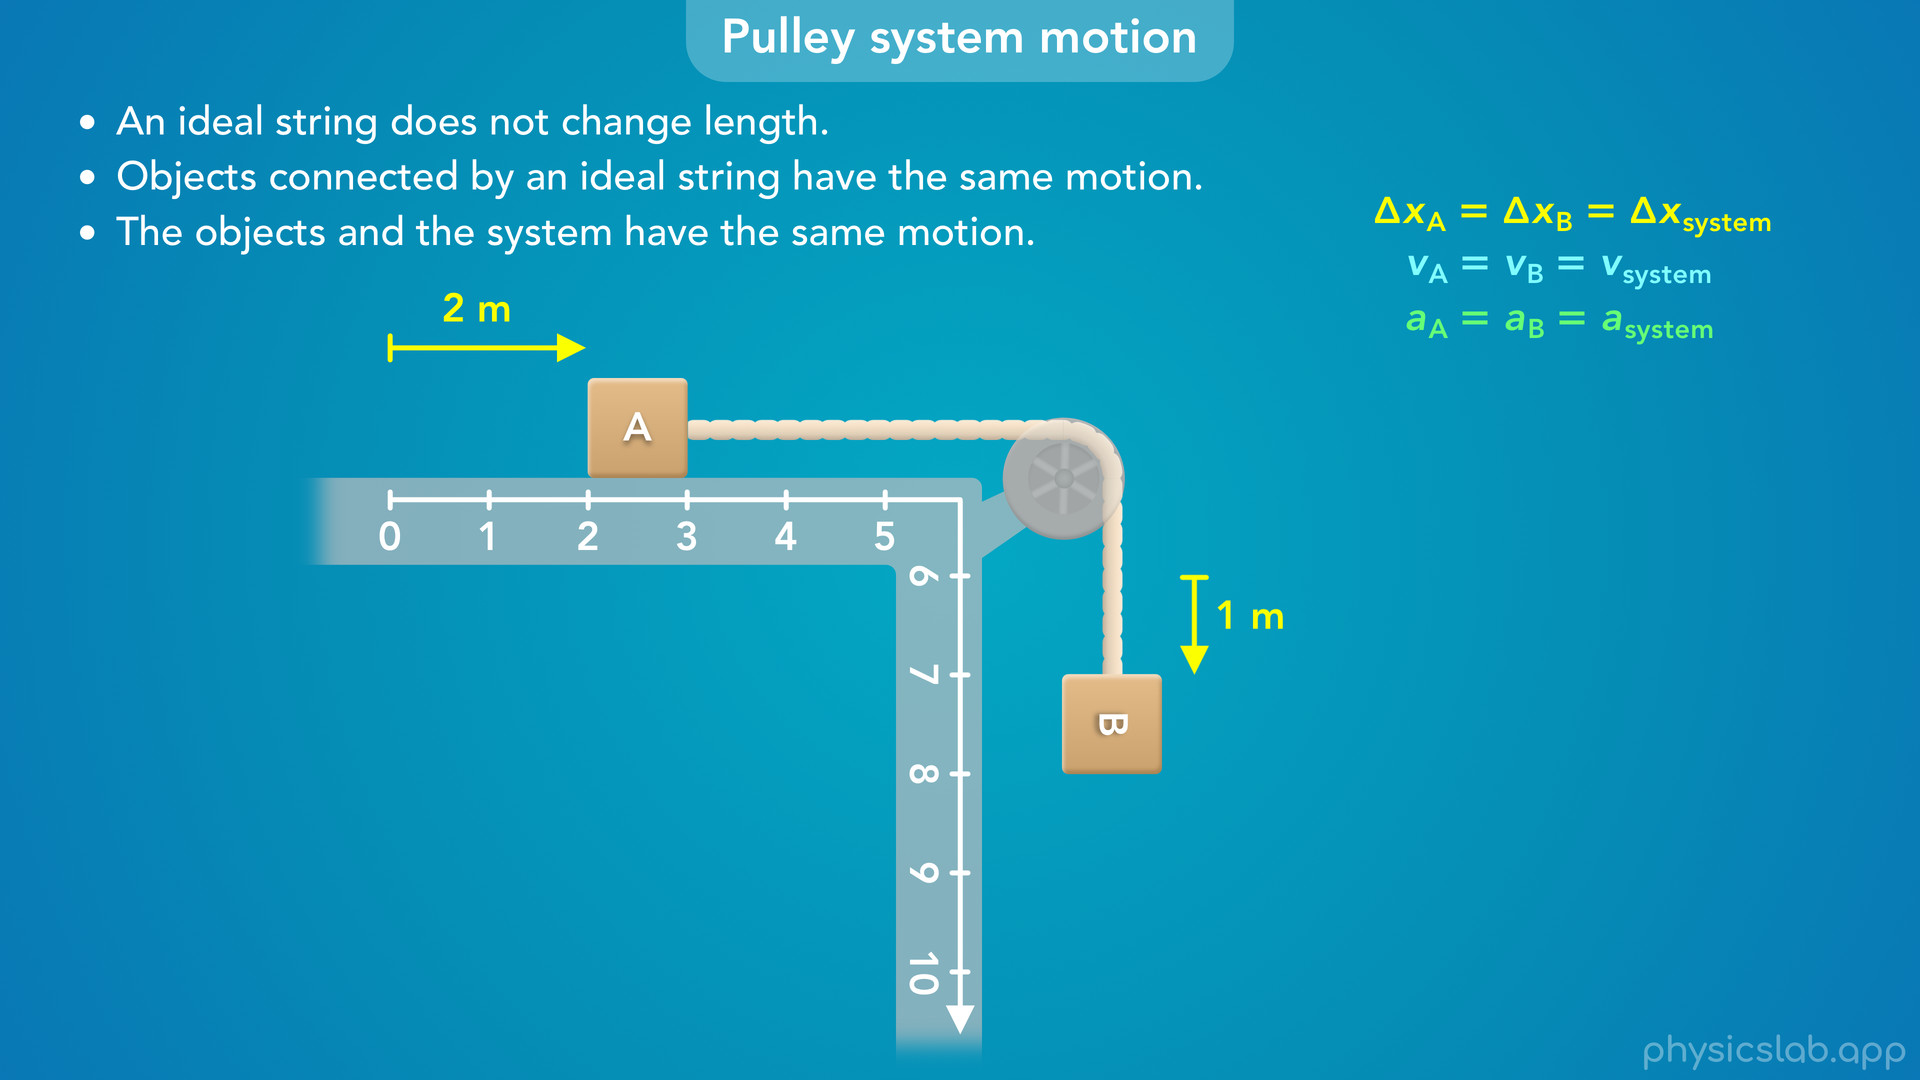 Pulley system motion
• An ideal string does not change length.
• Objects connected by an ideal string have the same motion.
• The objects and the system have the same motion.
ΔxA = ΔxB = Δxsystem
vA = vB = vsystem
aA = aB = asystem
2 m
A
0 1 2 3 4 5
6
1 m
7
B
8
9
10
physicslab.app